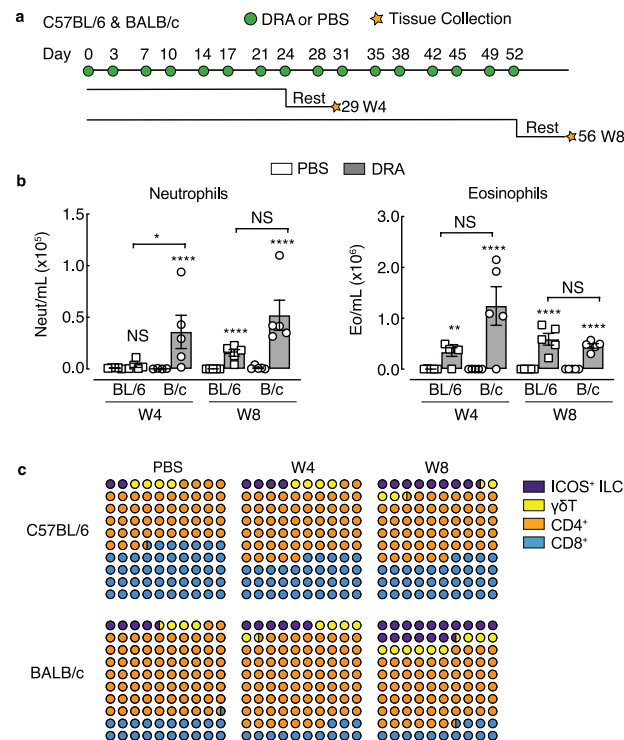 a
C57BL/6 & BALB/c
DRA or PBS
Tissue Collection
Day 0 3 7 10 14 17 21 24 28 31 35 38 42 45 49 52
Rest
29 W4
Rest
56 W8
b
PBS DRA
Neutrophils
Neut/mL (x10⁵)
1.5
1.0
0.5
0.0
*
NS
NS
****
****
****
BL/6 B/c BL/6 B/c
W4 W8
Eosinophils
Eo/mL (x10⁶)
3.0
2.0
1.0
0.0
NS
NS
**
****
****
****
BL/6 B/c BL/6 B/c
W4 W8
c
PBS W4 W8
C57BL/6
BALB/c
ICOS⁺ ILC
γδT
CD4⁺
CD8⁺